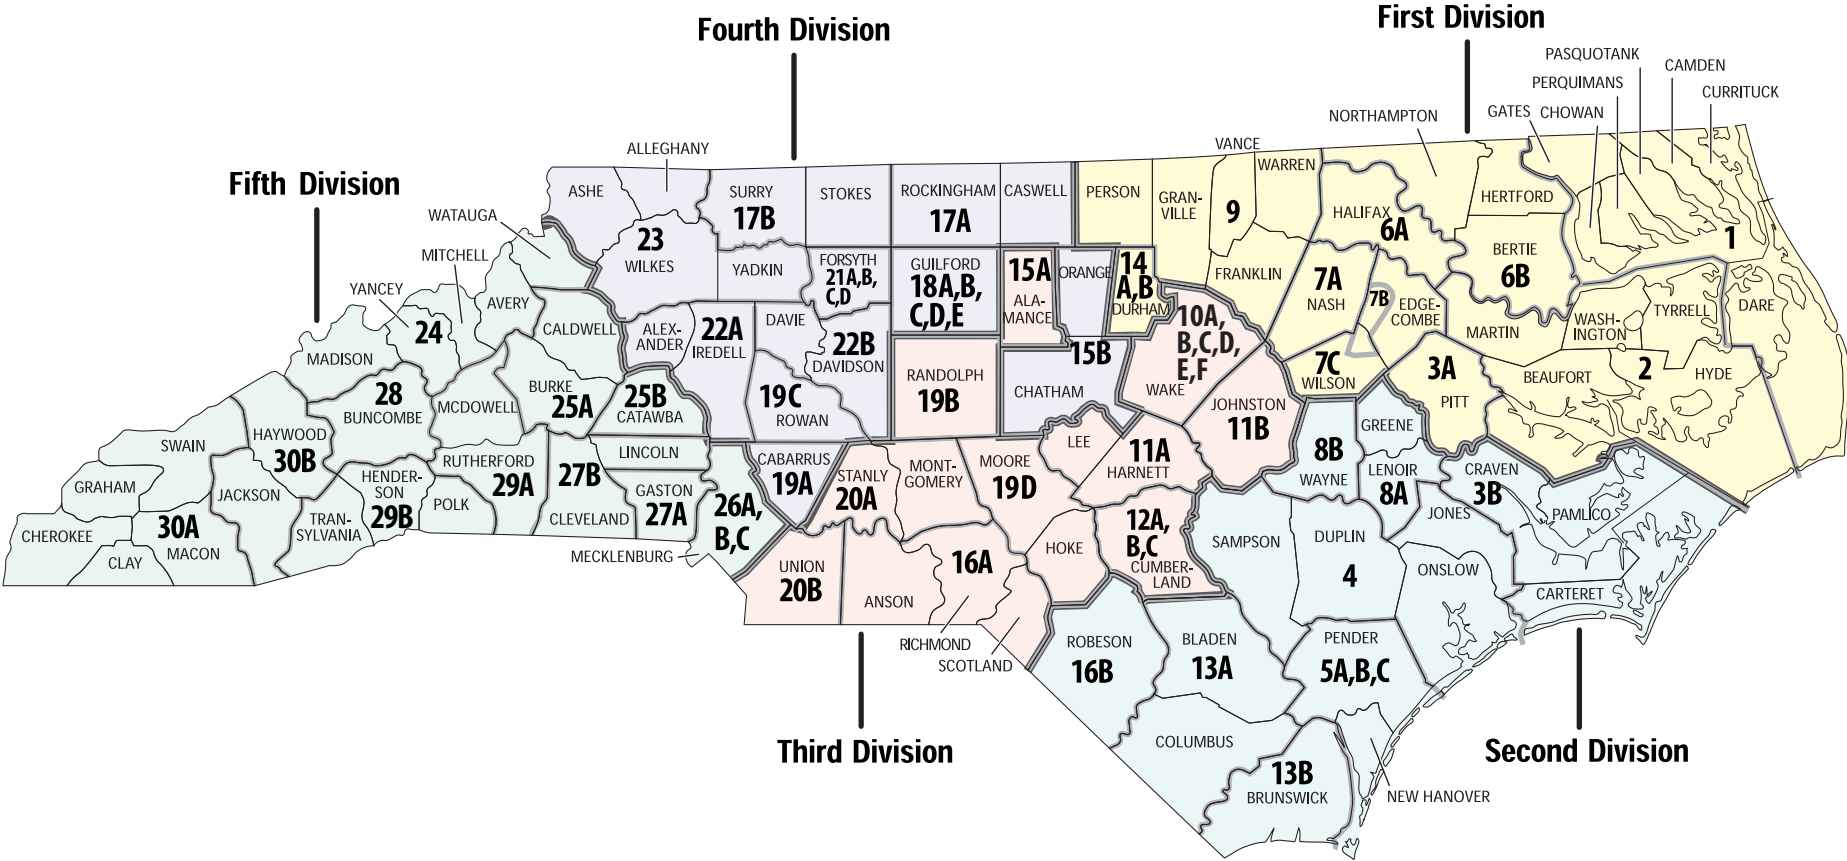 First Division
Fourth Division
PASQUOTANK
CAMDEN
PERQUIMANS
CURRITUCK
GATES
CHOWAN
NORTHAMPTON
VANCE
ALLEGHANY
Fifth Division
WARREN
ASHE
SURRY
17B
STOKES
ROCKINGHAM
17A
CASWELL
PERSON
GRAN-
VILLE
9
HERTFORD
HALIFAX
6A
WATAUGA
23
WILKES
1
BERTIE
6B
MITCHELL
YADKIN
FORSYTH
21A,B,
C,D
GUILFORD
18A,B,
C,D,E
15A
ALA-
MANCE
ORANGE
14
A,B
DURHAM
FRANKLIN
7A
NASH
7B
EDGE-
COMBE
YANCEY
AVERY
24
CALDWELL
ALEX-
ANDER
22A
IREDELL
DAVIE
22B
DAVIDSON
10A,
B,C,D,
E,F
WAKE
MARTIN
WASH-
INGTON
TYRRELL
DARE
MADISON
15B
7C
WILSON
3A
PITT
BEAUFORT
2
HYDE
28
BUNCOMBE
MCDOWELL
BURKE
25A
25B
CATAWBA
19C
ROWAN
RANDOLPH
19B
CHATHAM
JOHNSTON
11B
GREENE
SWAIN
HAYWOOD
30B
LEE
8B
WAYNE
LINCOLN
CABARRUS
19A
STANLY
20A
MONT-
GOMERY
MOORE
19D
11A
HARNETT
LENOIR
8A
CRAVEN
3B
GRAHAM
JACKSON
HENDER-
SON
29B
RUTHERFORD
29A
POLK
27B
CLEVELAND
GASTON
27A
26A,
B,C
JONES
PAMLICO
CHEROKEE
30A
MACON
TRAN-
SYLVANIA
12A,
B,C
CUMBER-
LAND
SAMPSON
DUPLIN
4
HOKE
CLAY
MECKLENBURG
UNION
20B
16A
ANSON
ONSLOW
CARTERET
RICHMOND
SCOTLAND
ROBESON
16B
BLADEN
13A
PENDER
5A,B,C
Third Division
COLUMBUS
Second Division
13B
BRUNSWICK
NEW HANOVER